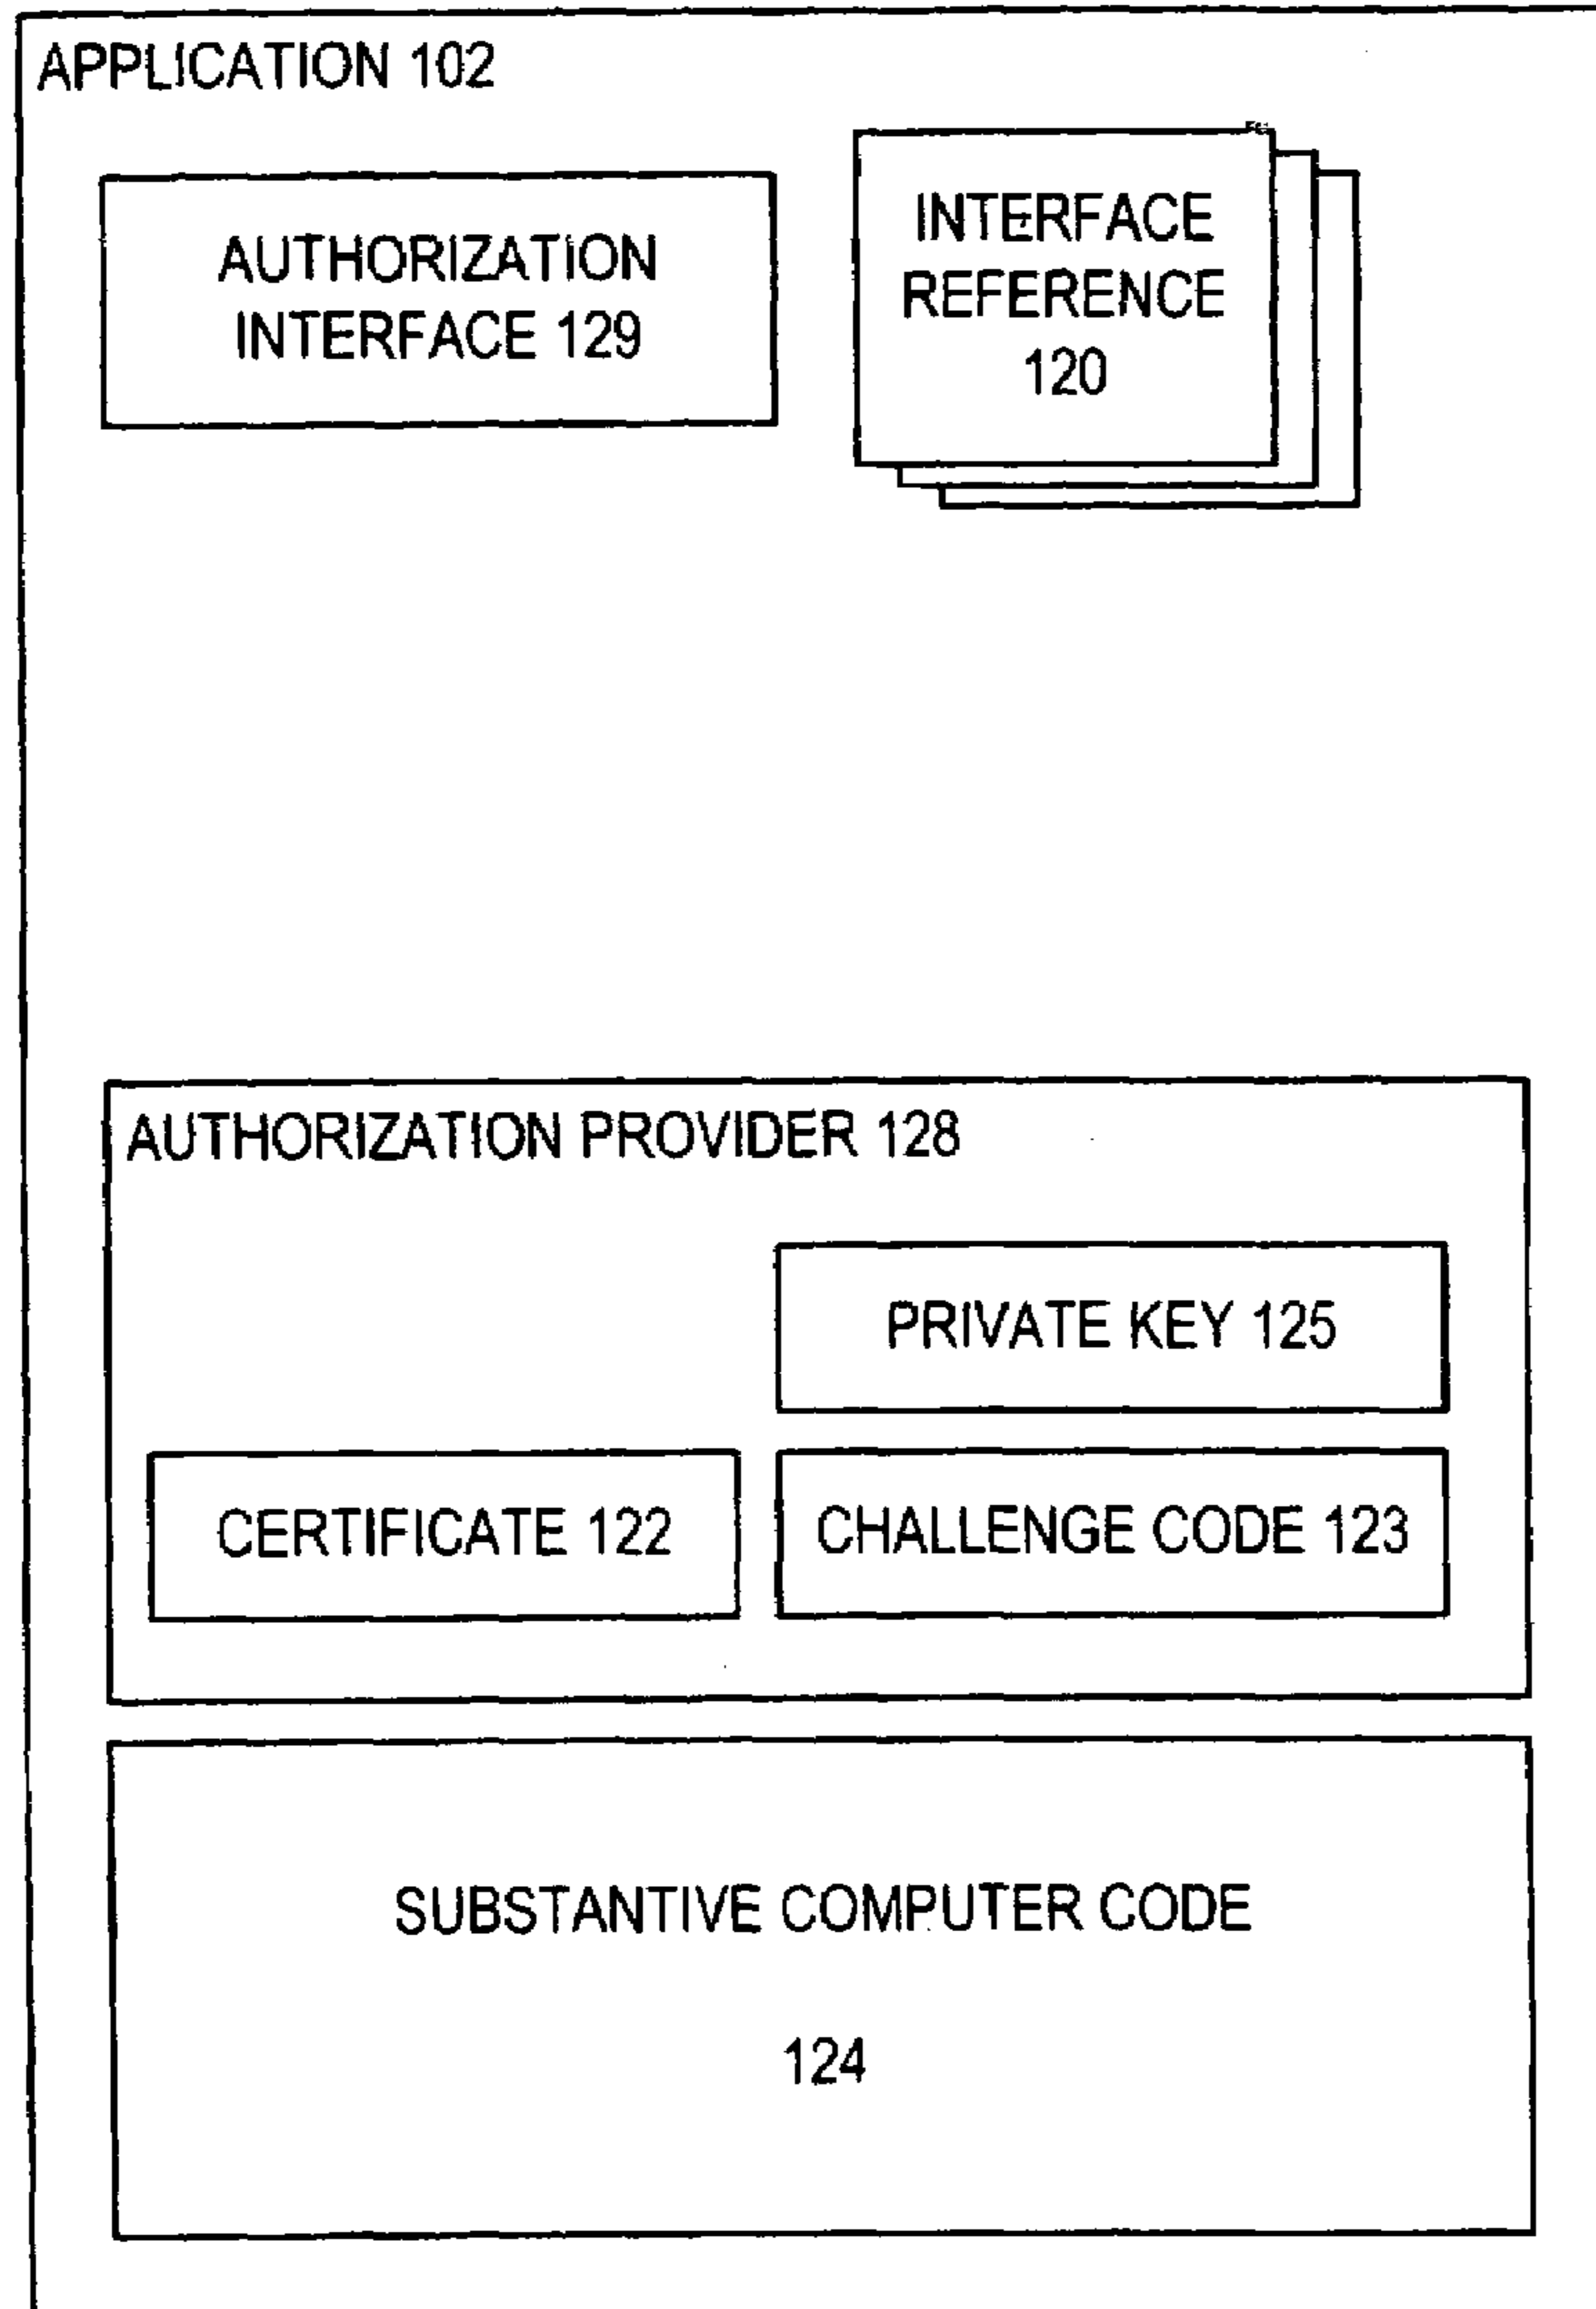 APPLICATION 102
AUTHORIZATION
INTERFACE 129
INTERFACE
REFERENCE
120
AUTHORIZATION PROVIDER 128
PRIVATE KEY 125
CERTIFICATE 122
CHALLENGE CODE 123
SUBSTANTIVE COMPUTER CODE
124